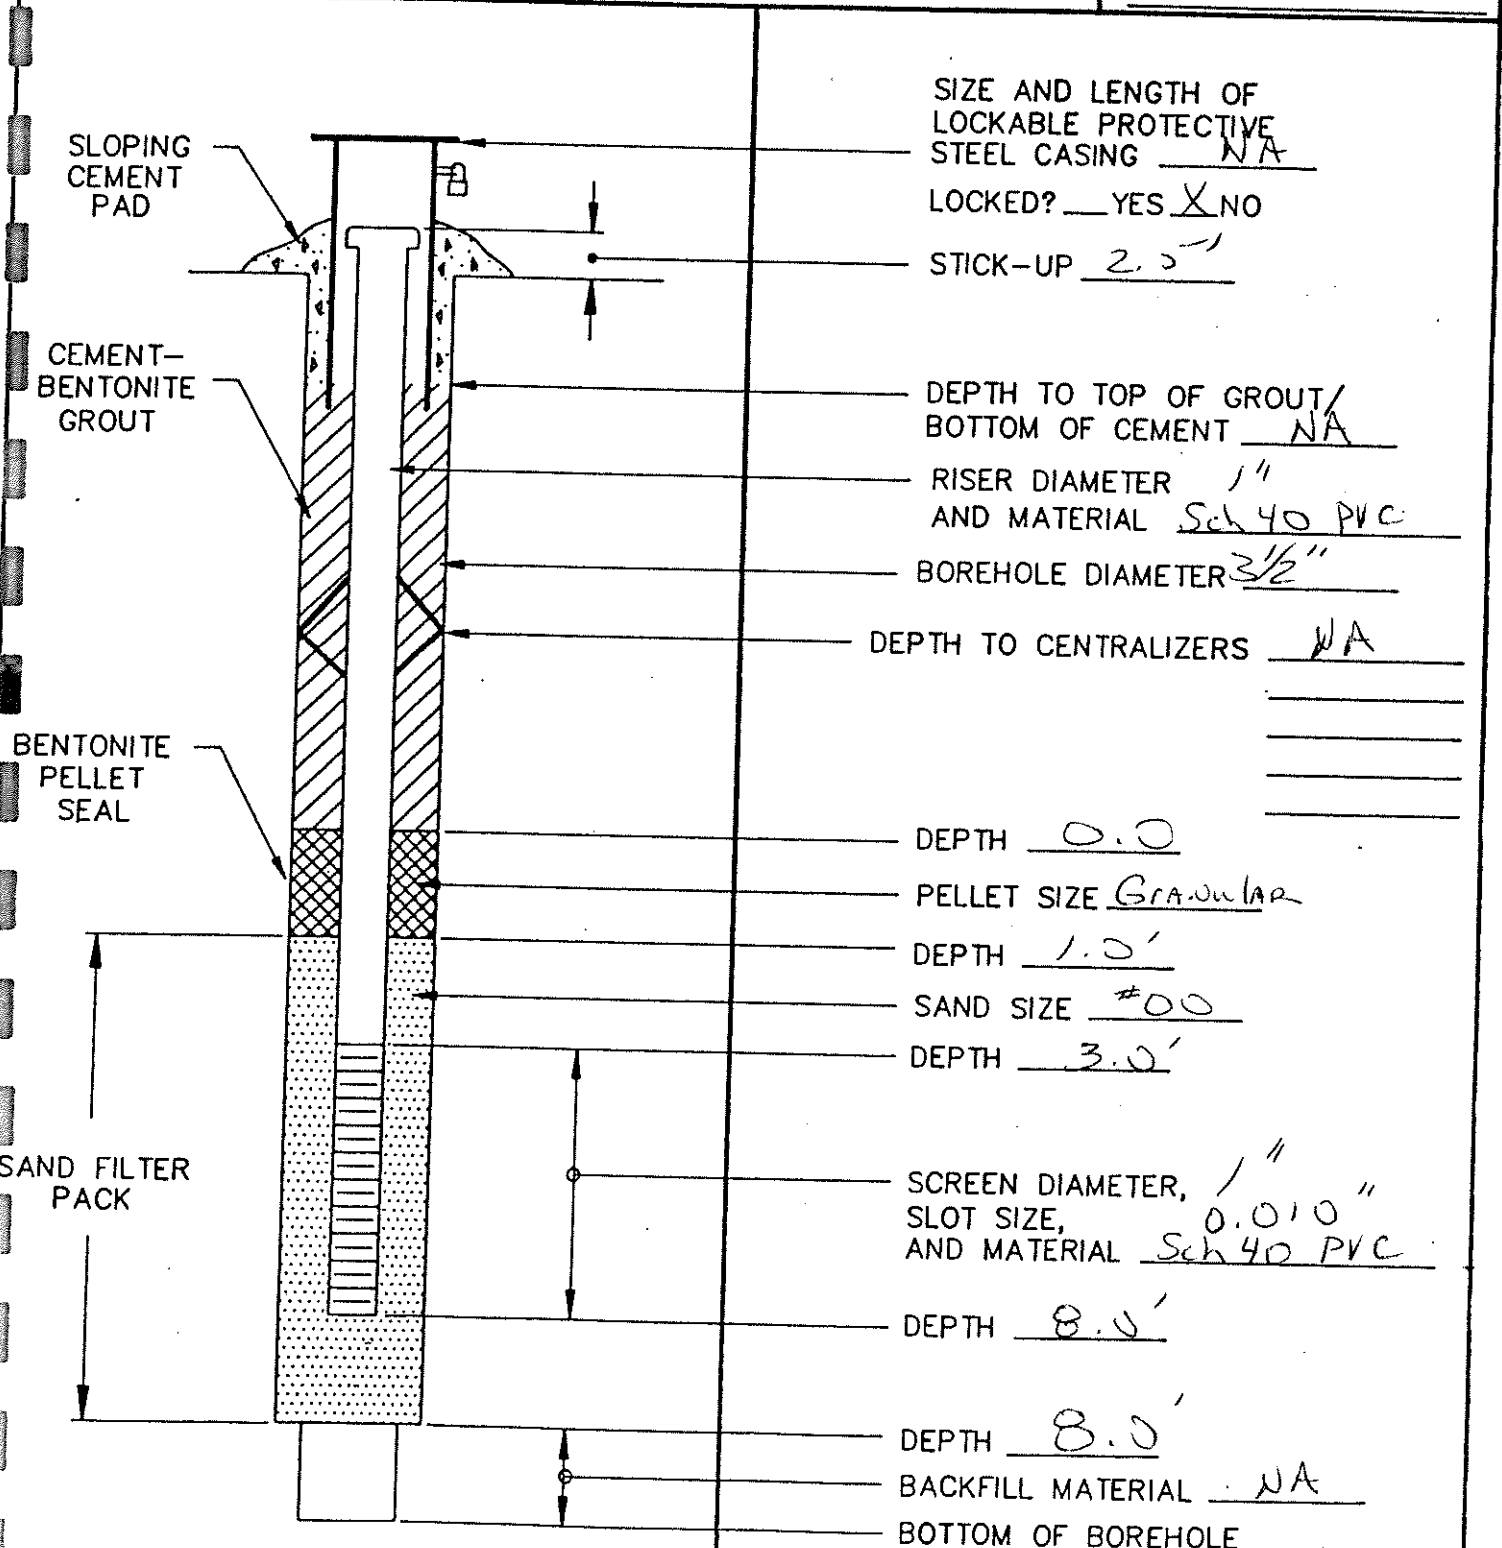 SLOPING
CEMENT
PAD
CEMENT-
BENTONITE
GROUT
BENTONITE
PELLET
SEAL
SAND FILTER
PACK
SIZE AND LENGTH OF
LOCKABLE PROTECTIVE
STEEL CASING NA
LOCKED? __ YES X NO
STICK-UP 2.0'
DEPTH TO TOP OF GROUT/
BOTTOM OF CEMENT NA
RISER DIAMETER 1"
AND MATERIAL Sch 40 PVC
BOREHOLE DIAMETER 3 1/2"
DEPTH TO CENTRALIZERS NA
DEPTH 0.0
PELLET SIZE Granular
DEPTH 1.0'
SAND SIZE #00
DEPTH 3.0'
SCREEN DIAMETER, 1"
SLOT SIZE, 0.010"
AND MATERIAL Sch 40 PVC
DEPTH 8.0'
DEPTH 8.0'
BACKFILL MATERIAL NA
BOTTOM OF BOREHOLE